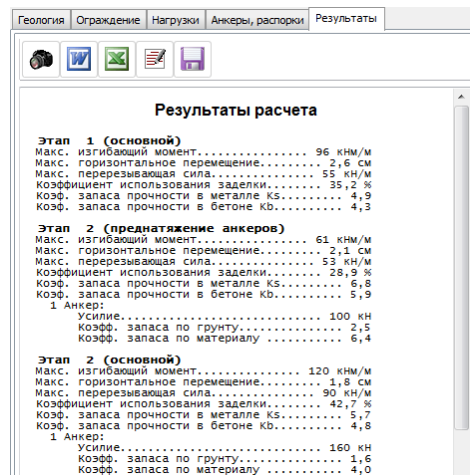 Геология Ограждение Нагрузки Анкеры, распорки Результаты
Результаты расчета
Этап 1 (основной)
Макс. изгибающий момент................ 96 кНм/м
Макс. горизонтальное перемещение......... 2,6 см
Макс. перерезывающая сила............... 55 кН/м
Коэффициент использования заделки........ 35,2 %
Коэф. запаса прочности в металле Ks......... 4,9
Коэф. запаса прочности в бетоне Kb.......... 4,3
Этап 2 (преднатяжение анкеров)
Макс. изгибающий момент................ 61 кНм/м
Макс. горизонтальное перемещение......... 2,1 см
Макс. перерезывающая сила............... 53 кН/м
Коэффициент использования заделки........ 28,9 %
Коэф. запаса прочности в металле Ks......... 6,8
Коэф. запаса прочности в бетоне Kb.......... 5,9
1 Анкер:
Усилие............................ 100 кН
Коэфф. запаса по грунту.............. 2,5
Коэфф. запаса по материалу .......... 6,4
Этап 2 (основной)
Макс. изгибающий момент............... 120 кНм/м
Макс. горизонтальное перемещение......... 1,8 см
Макс. перерезывающая сила............... 90 кН/м
Коэффициент использования заделки........ 42,7 %
Коэф. запаса прочности в металле Ks......... 5,7
Коэф. запаса прочности в бетоне Kb.......... 4,8
1 Анкер:
Усилие............................ 160 кН
Коэфф. запаса по грунту.............. 1,6
Коэфф. запаса по материалу .......... 4,0